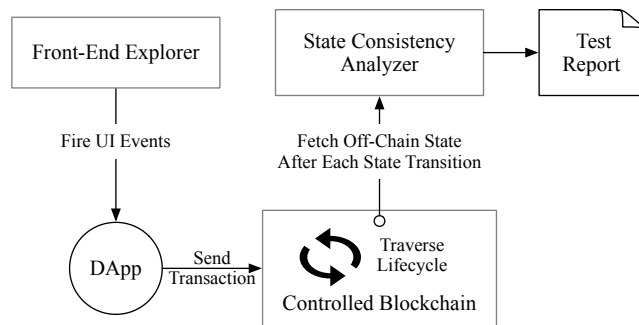 Front-End Explorer
State Consistency
Analyzer
Test
Report
Fire UI Events
Fetch Off-Chain State
After Each State Transition
DApp
Send
Transaction
Traverse
Lifecycle
Controlled Blockchain